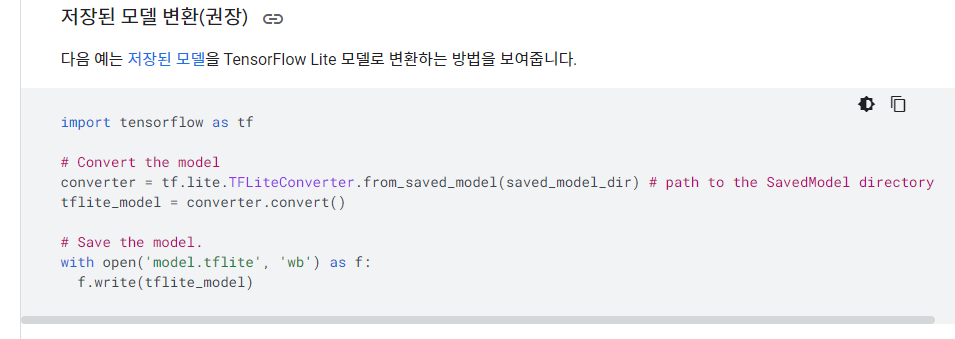 저장된 모델 변환(권장)
다음 예는 저장된 모델을 TensorFlow Lite 모델로 변환하는 방법을 보여줍니다.
import tensorflow as tf
# Convert the model
converter = tf.lite.TFLiteConverter.from_saved_model(saved_model_dir) # path to the SavedModel directory
tflite_model = converter.convert()
# Save the model.
with open('model.tflite', 'wb') as f:
  f.write(tflite_model)